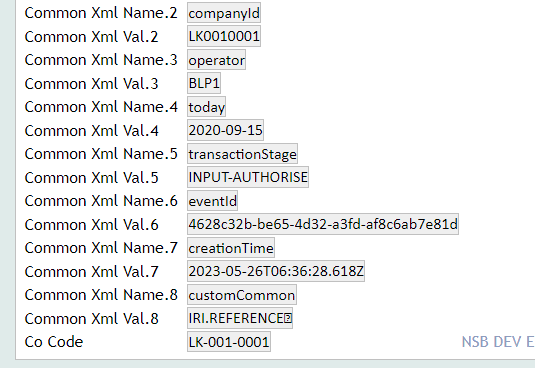 Common Xml Name.2 companyId
Common Xml Val.2 LK0010001
Common Xml Name.3 operator
Common Xml Val.3 BLP1
Common Xml Name.4 today
Common Xml Val.4 2020-09-15
Common Xml Name.5 transactionStage
Common Xml Val.5 INPUT-AUTHORISE
Common Xml Name.6 eventId
Common Xml Val.6 4628c32b-be65-4d32-a3fd-af8c6ab7e81d
Common Xml Name.7 creationTime
Common Xml Val.7 2023-05-26T06:36:28.618Z
Common Xml Name.8 customCommon
Common Xml Val.8 IRI.REFERENCE
Co Code LK-001-0001 NSB DEV E